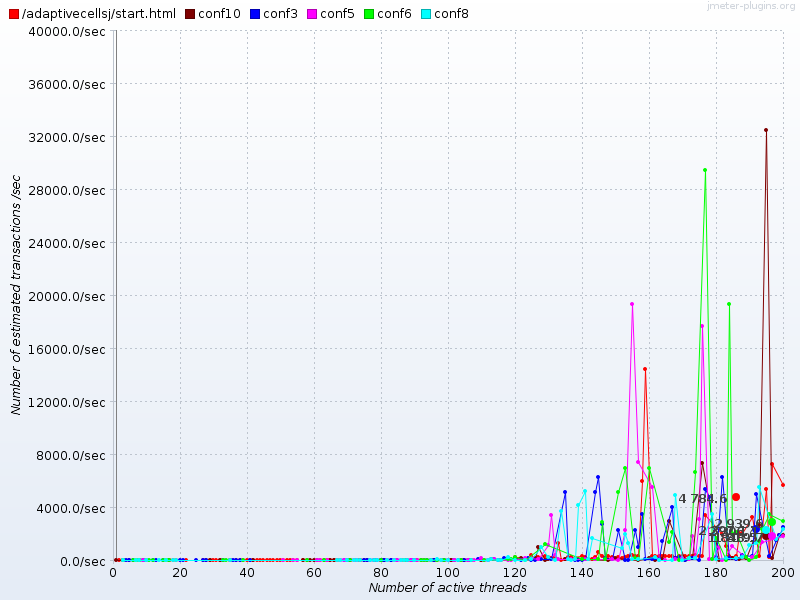 /adaptivecellsj/start.html conf10 conf3 conf5 conf6 conf8
jmeter-plugins.org
40000.0/sec
36000.0/sec
32000.0/sec
28000.0/sec
24000.0/sec
20000.0/sec
16000.0/sec
12000.0/sec
8000.0/sec
4000.0/sec
0.0/sec
Number of estimated transactions /sec
4 784.6
2 939.6
0 20 40 60 80 100 120 140 160 180 200
Number of active threads